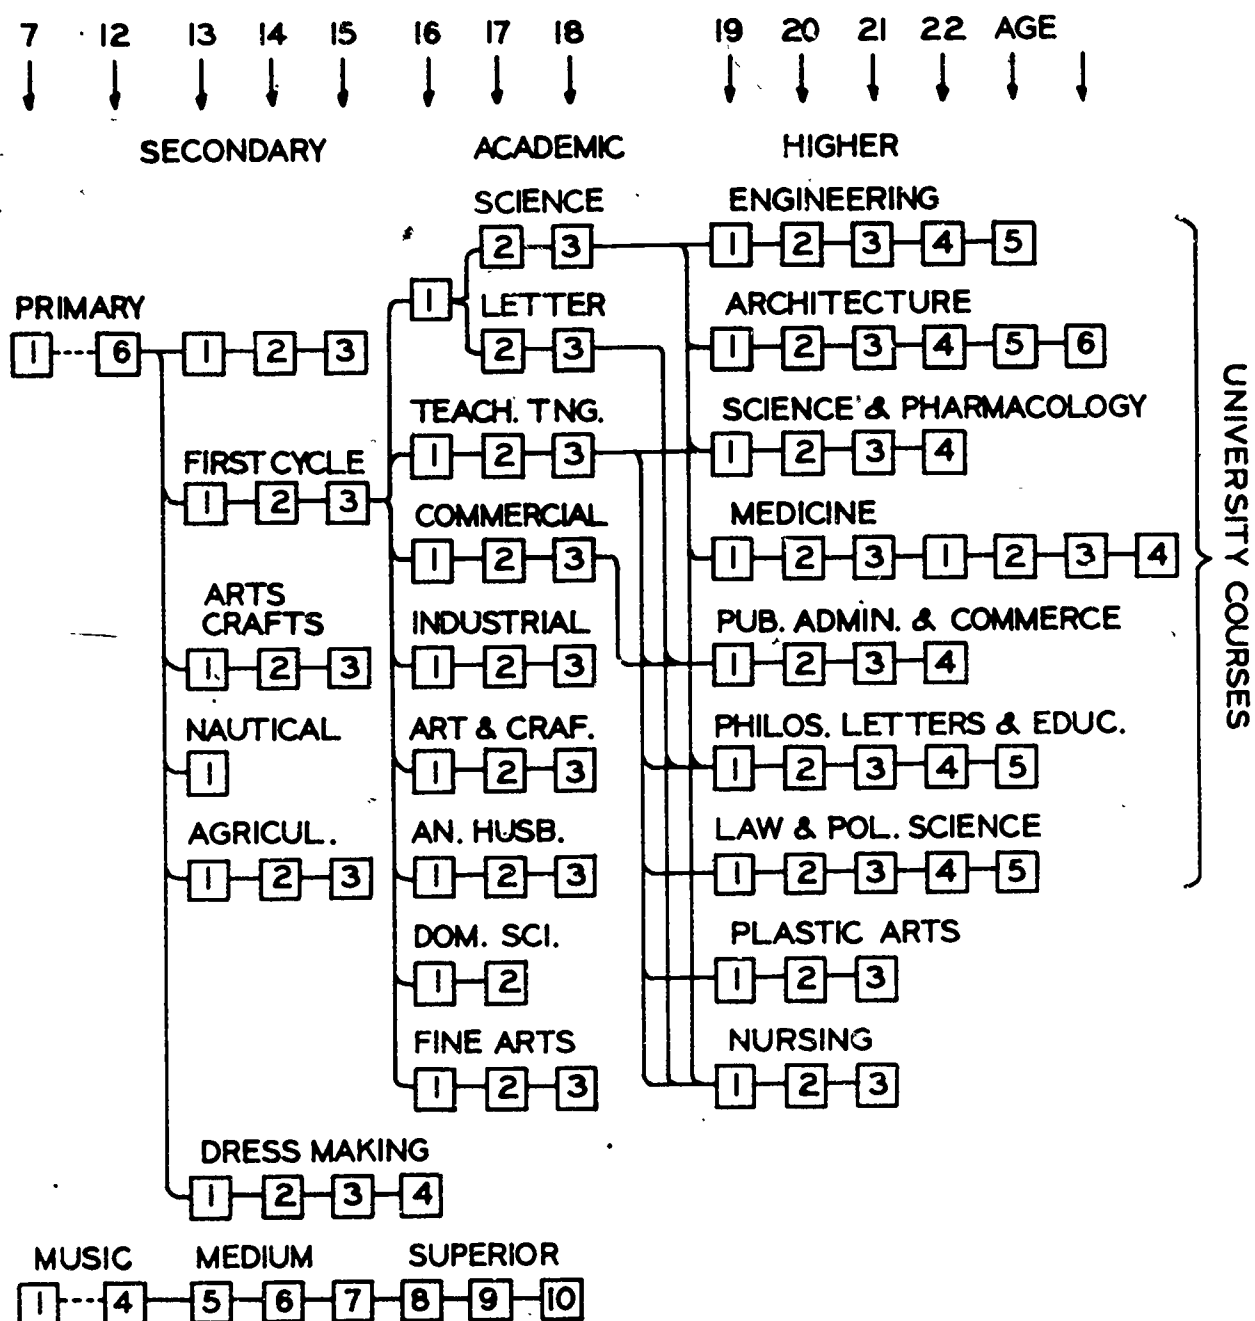 7 12 13 14 15 16 17 18 19 20 21 22 AGE
SECONDARY ACADEMIC HIGHER
SCIENCE ENGINEERING
2 3 1 2 3 4 5
1
PRIMARY LETTER ARCHITECTURE
1 6 1 2 3 2 3 1 2 3 4 5 6
TEACH. TNG. SCIENCE & PHARMACOLOGY
1 2 3 1 2 3 4
FIRST CYCLE
1 2 3
COMMERCIAL MEDICINE
1 2 3 1 2 3 1 2 3 4
ARTS
CRAFTS INDUSTRIAL PUB. ADMIN. & COMMERCE
1 2 3 1 2 3 1 2 3 4
NAUTICAL ART & CRAF. PHILOS. LETTERS & EDUC.
1 1 2 3 1 2 3 4 5
AGRICUL. AN. HUSB. LAW & POL. SCIENCE
1 2 3 1 2 3 1 2 3 4 5
DOM. SCI. PLASTIC ARTS
1 2 1 2 3
FINE ARTS NURSING
1 2 3 1 2 3
DRESS MAKING
1 2 3 4
MUSIC MEDIUM SUPERIOR
1 4 5 6 7 8 9 10
UNIVERSITY COURSES